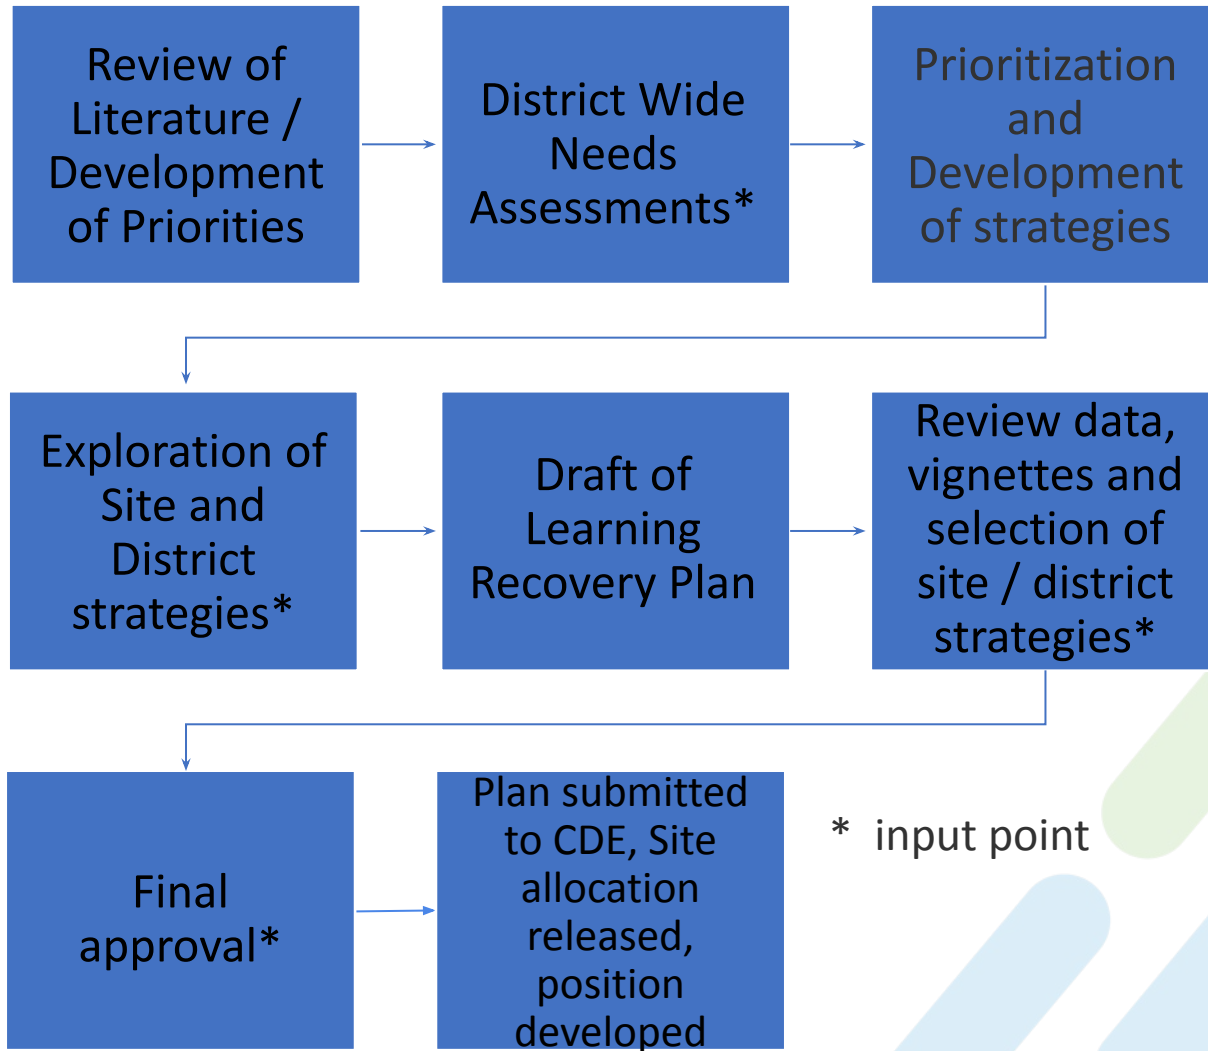 Review of
Literature /
Development
of Priorities
District Wide
Needs
Assessments*
Prioritization
and
Development
of strategies
Exploration of
Site and
District
strategies*
Draft of
Learning
Recovery Plan
Review data,
vignettes and
selection of
site / district
strategies*
Final
approval*
Plan submitted
to CDE, Site
allocation
released,
position
developed
* input point